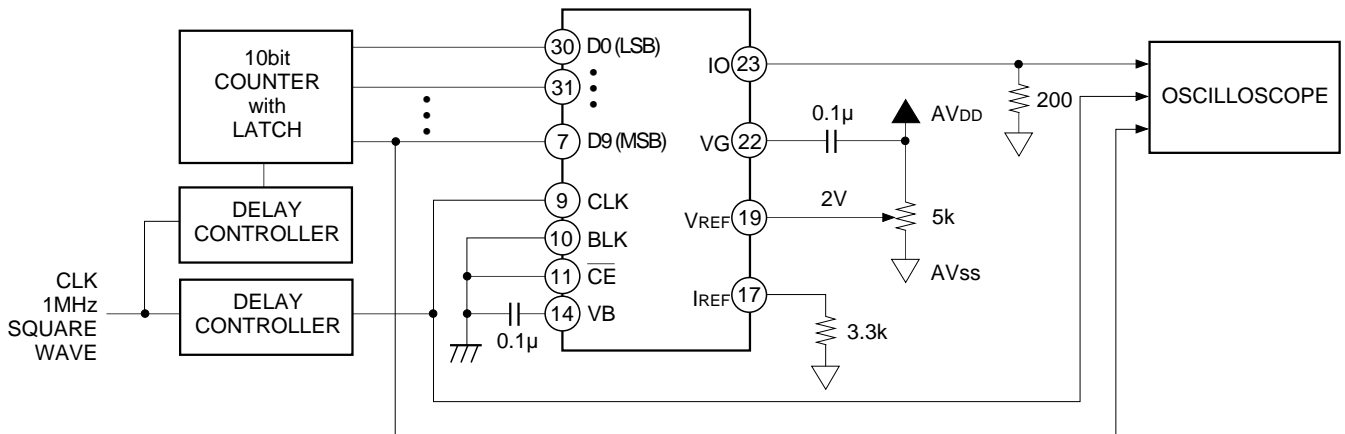 10bit
COUNTER
with
LATCH
DELAY
CONTROLLER
DELAY
CONTROLLER
CLK
1MHz
SQUARE
WAVE
30 D0 (LSB)
31
7 D9 (MSB)
9 CLK
10 BLK
11 CE
14 VB
0.1µ
IO 23
VG 22
VREF 19
IREF 17
0.1µ
AVDD
2V
5k
AVss
3.3k
200
OSCILLOSCOPE